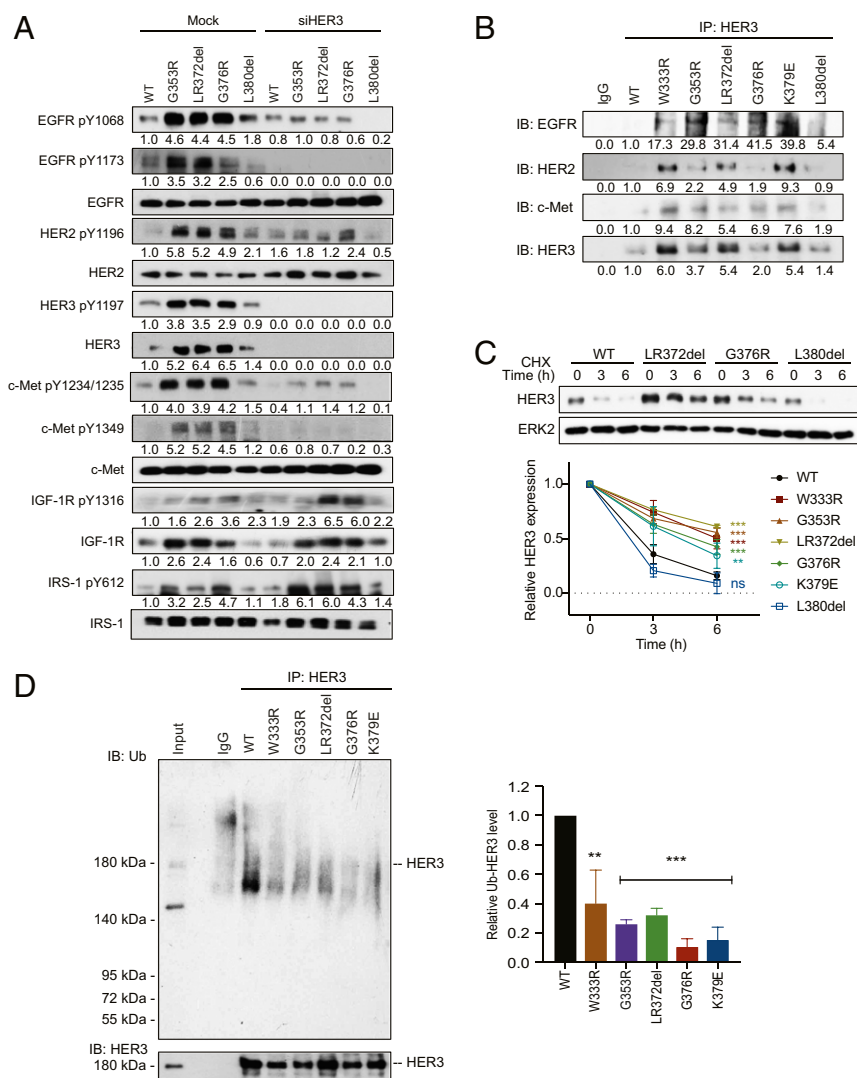 A
Mock siHER3
WT G353R LR372del G376R L380del WT G353R LR372del G376R L380del
EGFR pY1068
1.0 4.6 4.4 4.5 1.8 0.8 1.0 0.8 0.6 0.2
EGFR pY1173
1.0 3.5 3.2 2.5 0.6 0.0 0.0 0.0 0.0 0.0
EGFR
HER2 pY1196
1.0 5.8 5.2 4.9 2.1 1.6 1.8 1.2 2.4 0.5
HER2
HER3 pY1197
1.0 3.8 3.5 2.9 0.9 0.0 0.0 0.0 0.0 0.0
HER3
1.0 5.2 6.4 6.5 1.4 0.0 0.0 0.0 0.0 0.0
c-Met pY1234/1235
1.0 4.0 3.9 4.2 1.5 0.4 1.1 1.4 1.2 0.1
c-Met pY1349
1.0 5.2 5.2 4.5 1.2 0.6 0.8 0.7 0.2 0.3
c-Met
IGF-1R pY1316
1.0 1.6 2.6 3.6 2.3 1.9 2.3 6.5 6.0 2.2
IGF-1R
1.0 2.6 2.4 1.6 0.6 0.7 2.0 2.4 2.1 1.0
IRS-1 pY612
1.0 3.2 2.5 4.7 1.1 1.8 6.1 6.0 4.3 1.4
IRS-1
B
IP: HER3
IgG WT W333R G353R LR372del G376R K379E L380del
IB: EGFR
0.0 1.0 17.3 29.8 31.4 41.5 39.8 5.4
IB: HER2
0.0 1.0 6.9 2.2 4.9 1.9 9.3 0.9
IB: c-Met
0.0 1.0 9.4 8.2 5.4 6.9 7.6 1.9
IB: HER3
0.0 1.0 6.0 3.7 5.4 2.0 5.4 1.4
C
CHX WT LR372del G376R L380del
Time (h) 0 3 6 0 3 6 0 3 6 0 3 6
HER3
ERK2
Relative HER3 expression
1.0
0.5
0.0
0 3 6
Time (h)
***
***
***
***
**
ns
WT
W333R
G353R
LR372del
G376R
K379E
L380del
D
IP: HER3
Input IgG WT W333R G353R LR372del G376R K379E
IB: Ub
180 kDa - -- HER3
140 kDa -
95 kDa -
72 kDa -
55 kDa -
IB: HER3
180 kDa - -- HER3
Relative Ub-HER3 level
1.2
1.0
0.8
0.6
0.4
0.2
0.0
** ***
WT W333R G353R LR372del G376R K379E